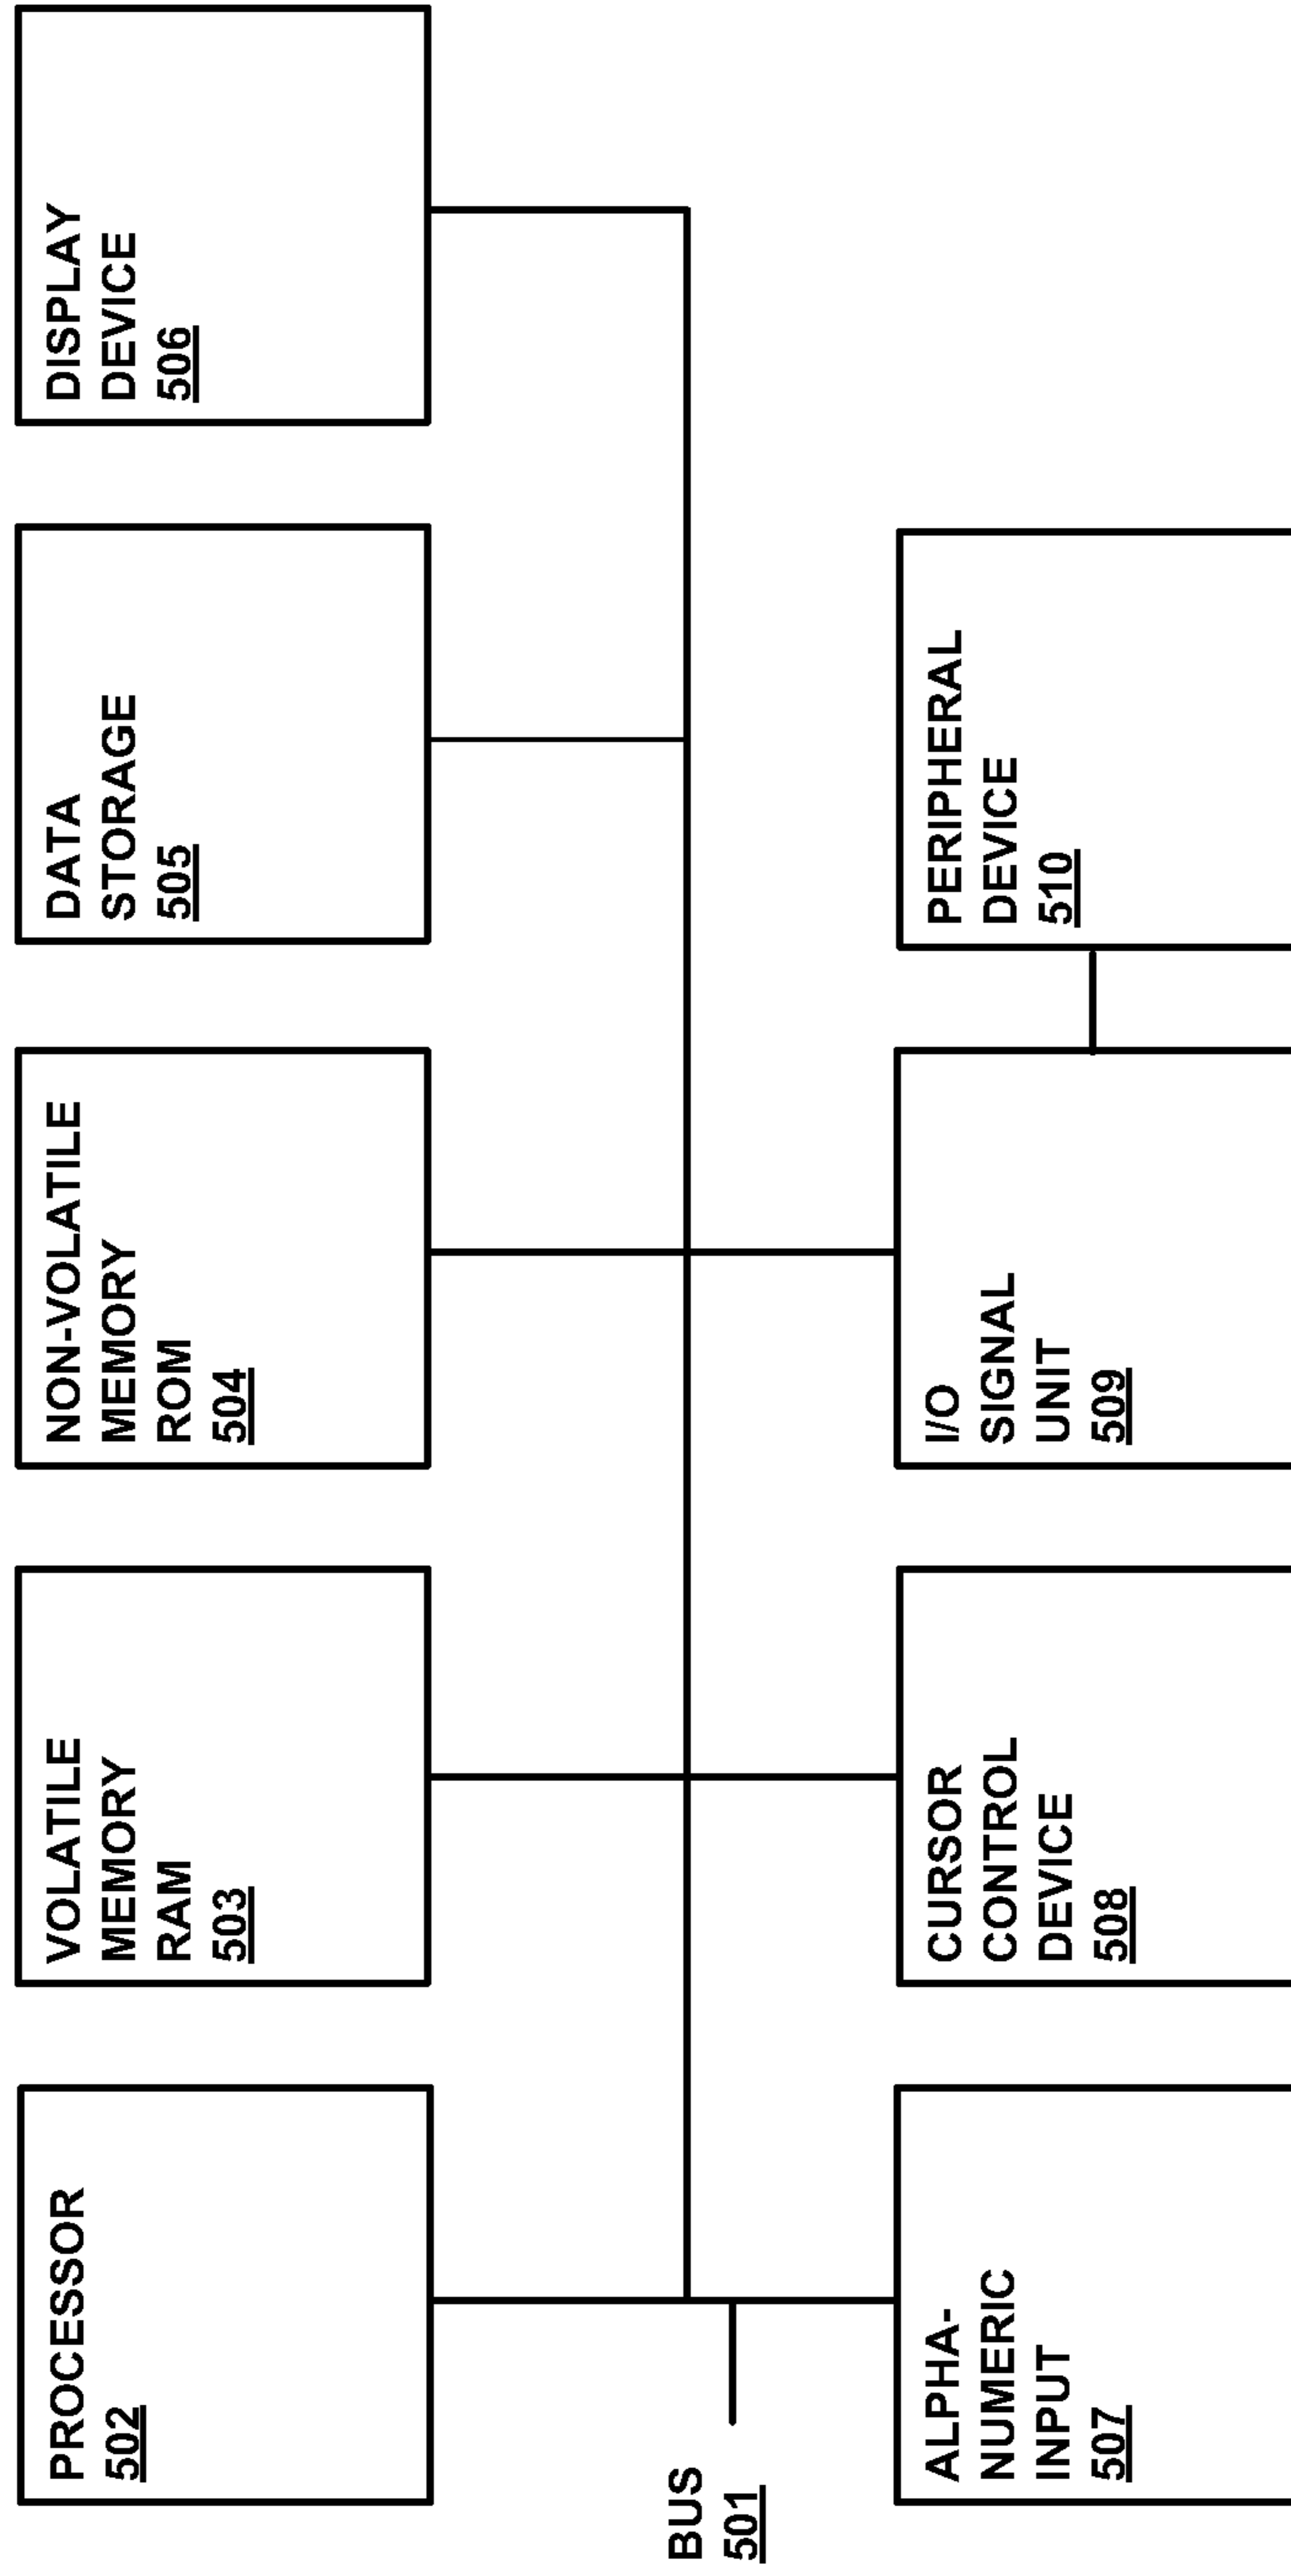 PROCESSOR
502
VOLATILE
MEMORY
RAM
503
NON-VOLATILE
MEMORY
ROM
504
DATA
STORAGE
505
DISPLAY
DEVICE
506
BUS
501
ALPHA-
NUMERIC
INPUT
507
CURSOR
CONTROL
DEVICE
508
I/O
SIGNAL
UNIT
509
PERIPHERAL
DEVICE
510